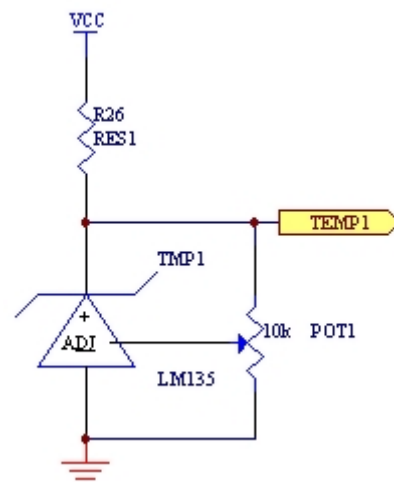 VCC
R26
RES1
TEMP1
TMP1
+
ADJ
10k POT1
LM135